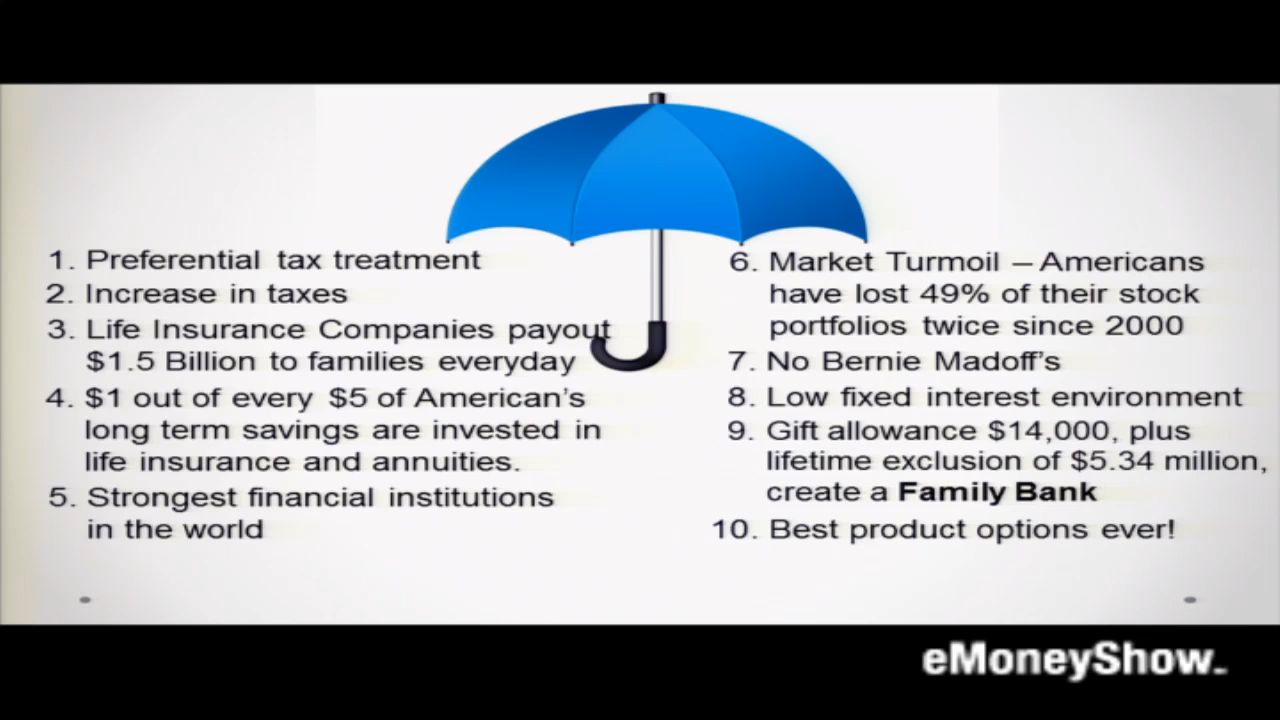 1. Preferential tax treatment
2. Increase in taxes
3. Life Insurance Companies payout
$1.5 Billion to families everyday
4. $1 out of every $5 of American's
long term savings are invested in
life insurance and annuities.
5. Strongest financial institutions
in the world
6. Market Turmoil – Americans
have lost 49% of their stock
portfolios twice since 2000
7. No Bernie Madoff's
8. Low fixed interest environment
9. Gift allowance $14,000, plus
lifetime exclusion of $5.34 million,
create a Family Bank
10. Best product options ever!
eMoneyShow